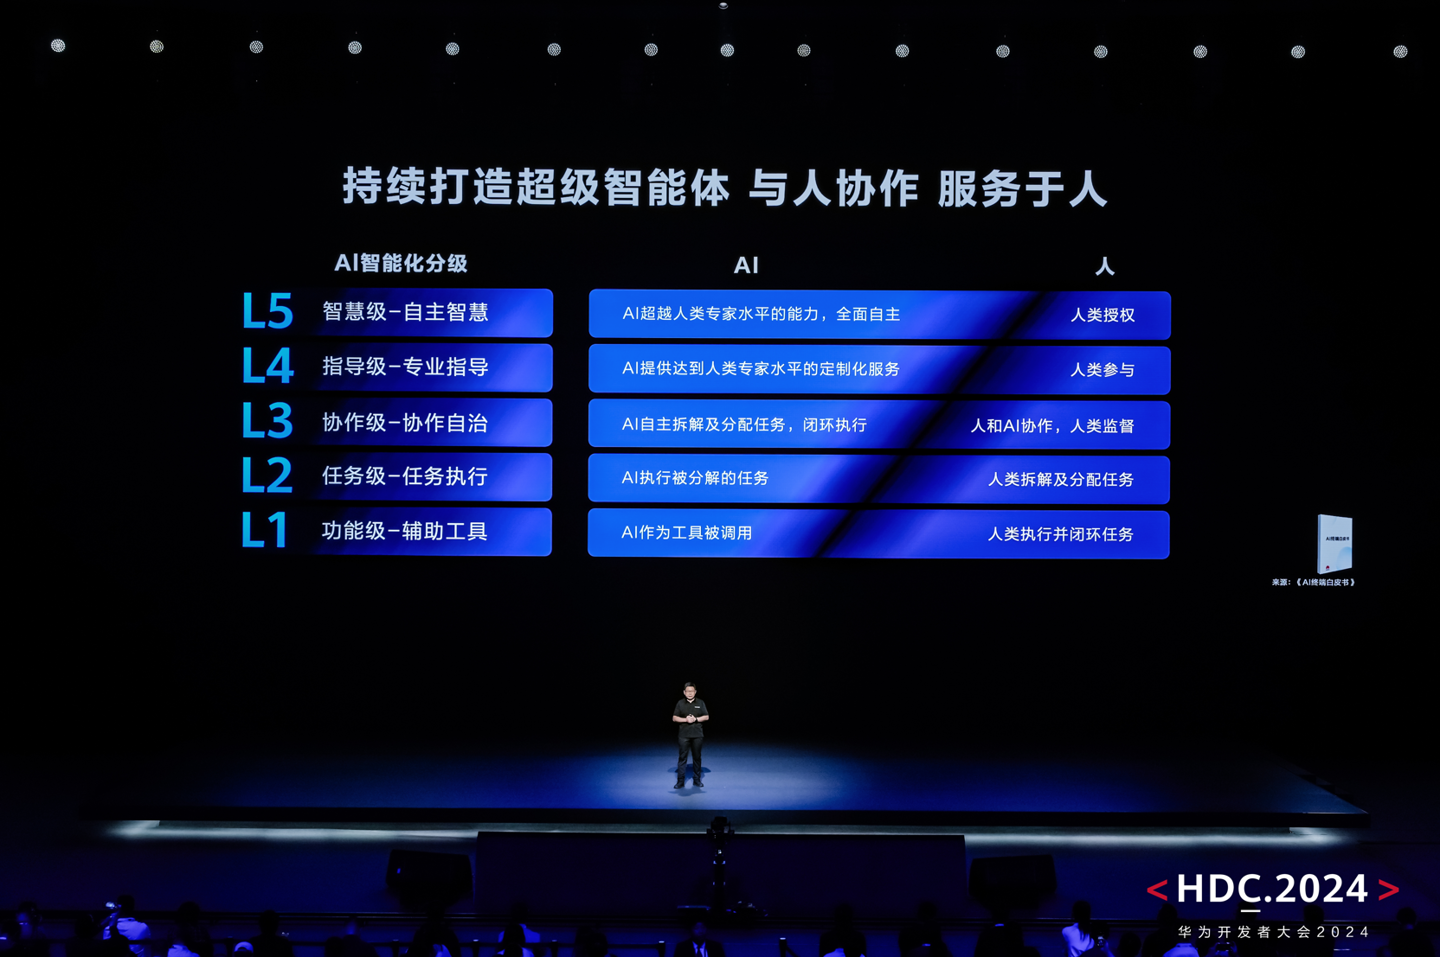 持续打造超级智能体 与人协作 服务于人
AI智能化分级 AI 人
L5 智慧级-自主智慧 AI超越人类专家水平的能力，全面自主 人类授权
L4 指导级-专业指导 AI提供达到人类专家水平的定制化服务 人类参与
L3 协作级-协作自治 AI自主拆解及分配任务，闭环执行 人和AI协作，人类监督
L2 任务级-任务执行 AI执行被分解的任务 人类拆解及分配任务
L1 功能级-辅助工具 AI作为工具被调用 人类执行并闭环任务
AI终端白皮书
来源：《AI终端白皮书》
<HDC.2024>
华为开发者大会2024